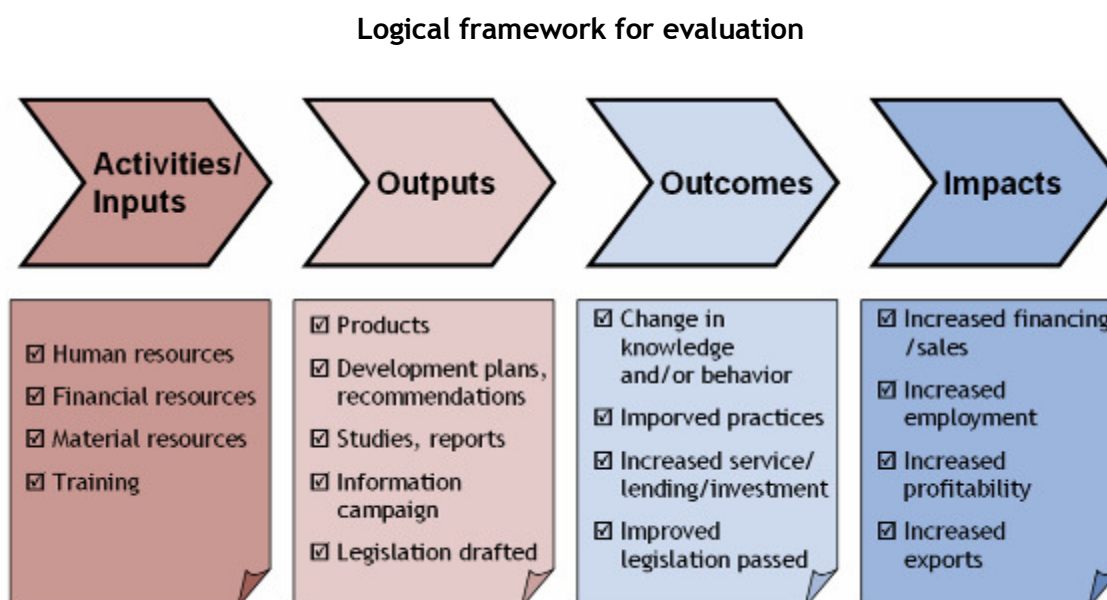 Logical framework for evaluation
Activities/
Inputs
Outputs
Outcomes
Impacts
☑ Human resources
☑ Financial resources
☑ Material resources
☑ Training
☑ Products
☑ Development plans,
recommendations
☑ Studies, reports
☑ Information
campaign
☑ Legislation drafted
☑ Change in
knowledge
and/or behavior
☑ Imporved practices
☑ Increased service/
lending/investment
☑ Improved
legislation passed
☑ Increased financing
/sales
☑ Increased
employment
☑ Increased
profitability
☑ Increased
exports